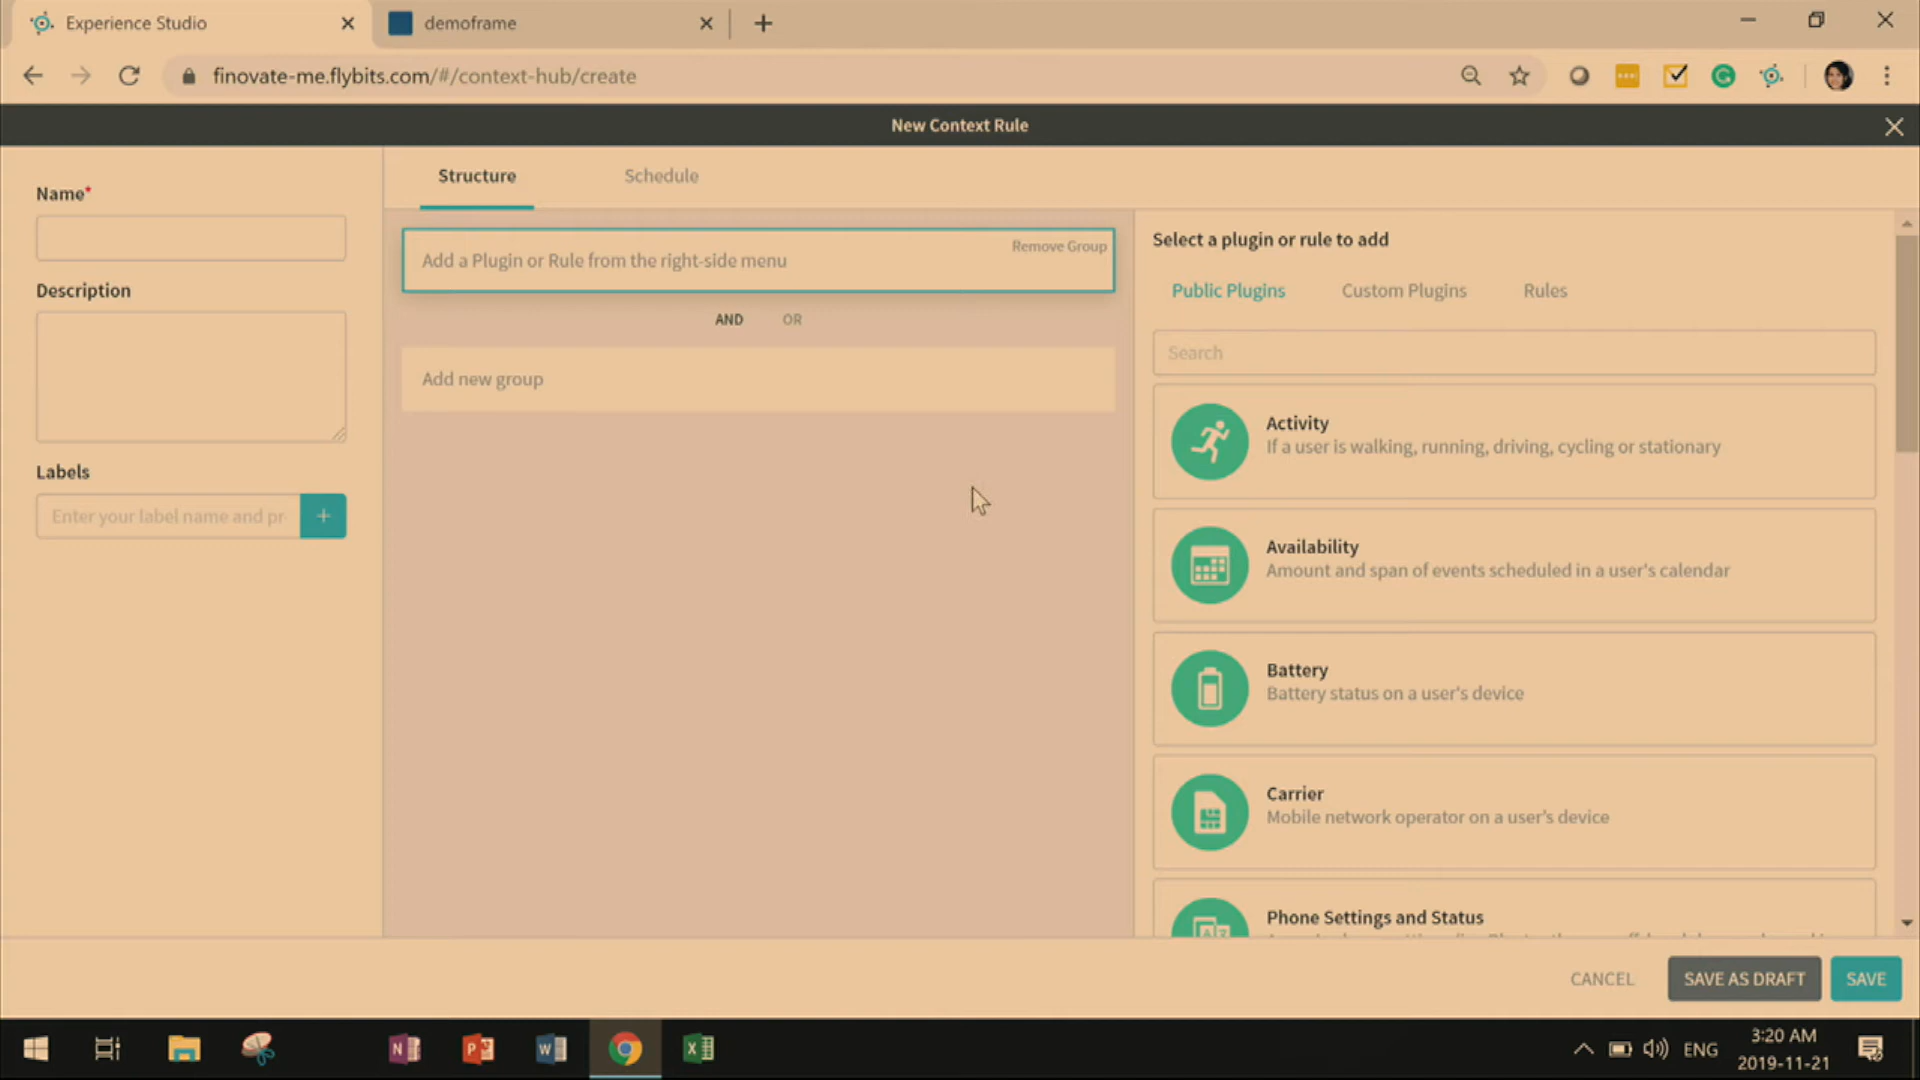 Experience Studio
demoframe
finovate-me.flybits.com/#/context-hub/create
New Context Rule
Name*
Description
Labels
Enter your label name and pr
+
Structure
Schedule
Add a Plugin or Rule from the right-side menu
Remove Group
AND
OR
Add new group
Select a plugin or rule to add
Public Plugins
Custom Plugins
Rules
Search
Activity
If a user is walking, running, driving, cycling or stationary
Availability
Amount and span of events scheduled in a user's calendar
Battery
Battery status on a user's device
Carrier
Mobile network operator on a user's device
Phone Settings and Status
CANCEL
SAVE AS DRAFT
SAVE
ENG
3:20 AM
2019-11-21